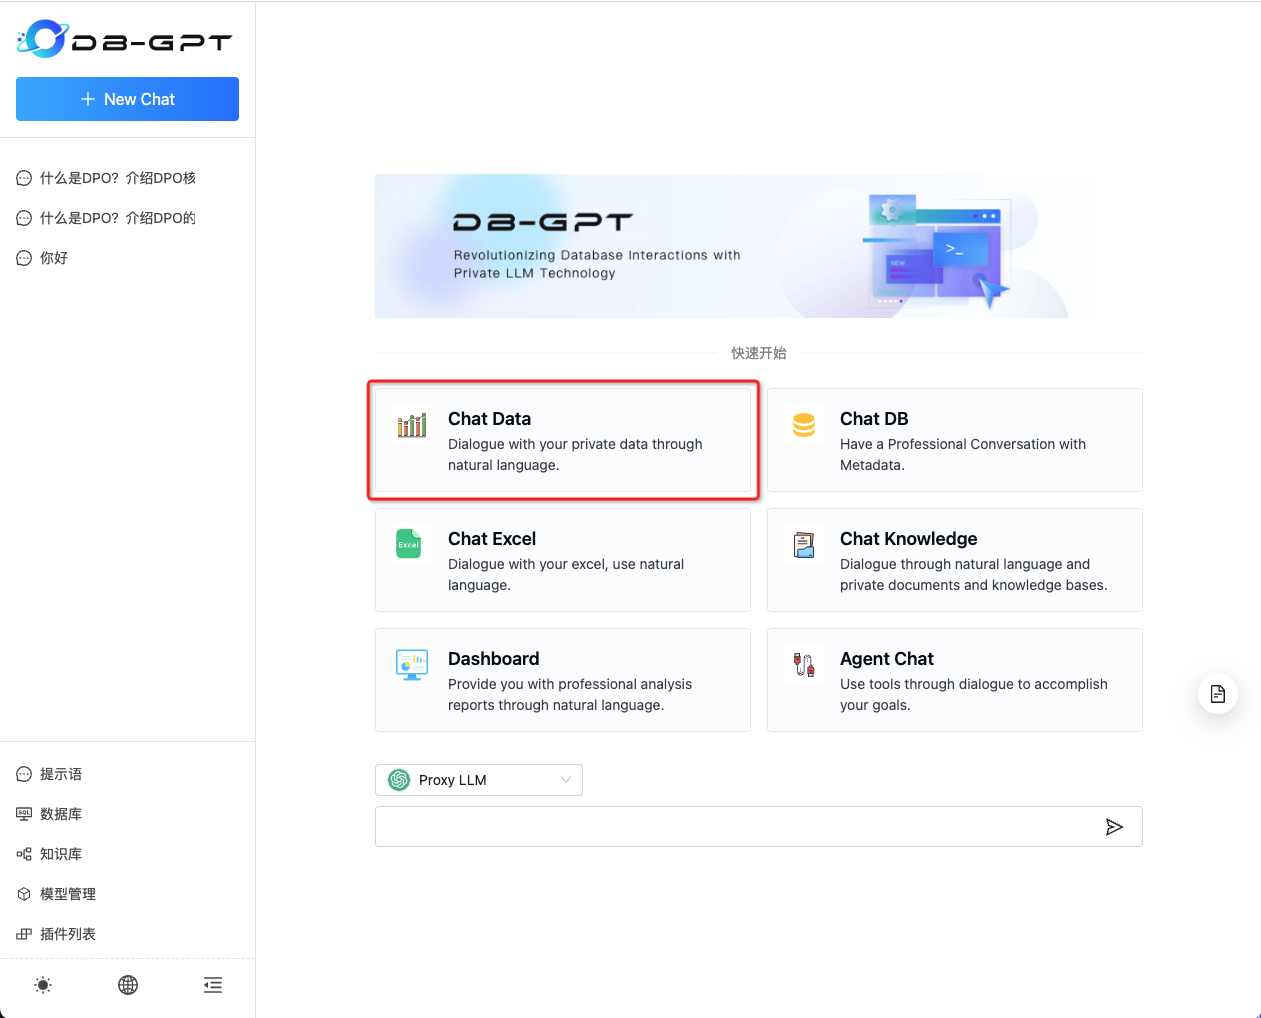 DB-GPT
New Chat
什么是DPO？介绍DPO核
什么是DPO？介绍DPO的
你好
提示语
数据库
知识库
模型管理
插件列表
DB-GPT
Revolutionizing Database Interactions with
Private LLM Technology
NEW
>_
快速开始
Chat Data
Dialogue with your private data through
natural language.
Chat DB
Have a Professional Conversation with
Metadata.
Chat Excel
Excel
Dialogue with your excel, use natural
language.
Chat Knowledge
Dialogue through natural language and
private documents and knowledge bases.
Dashboard
Provide you with professional analysis
reports through natural language.
Agent Chat
Use tools through dialogue to accomplish
your goals.
Proxy LLM